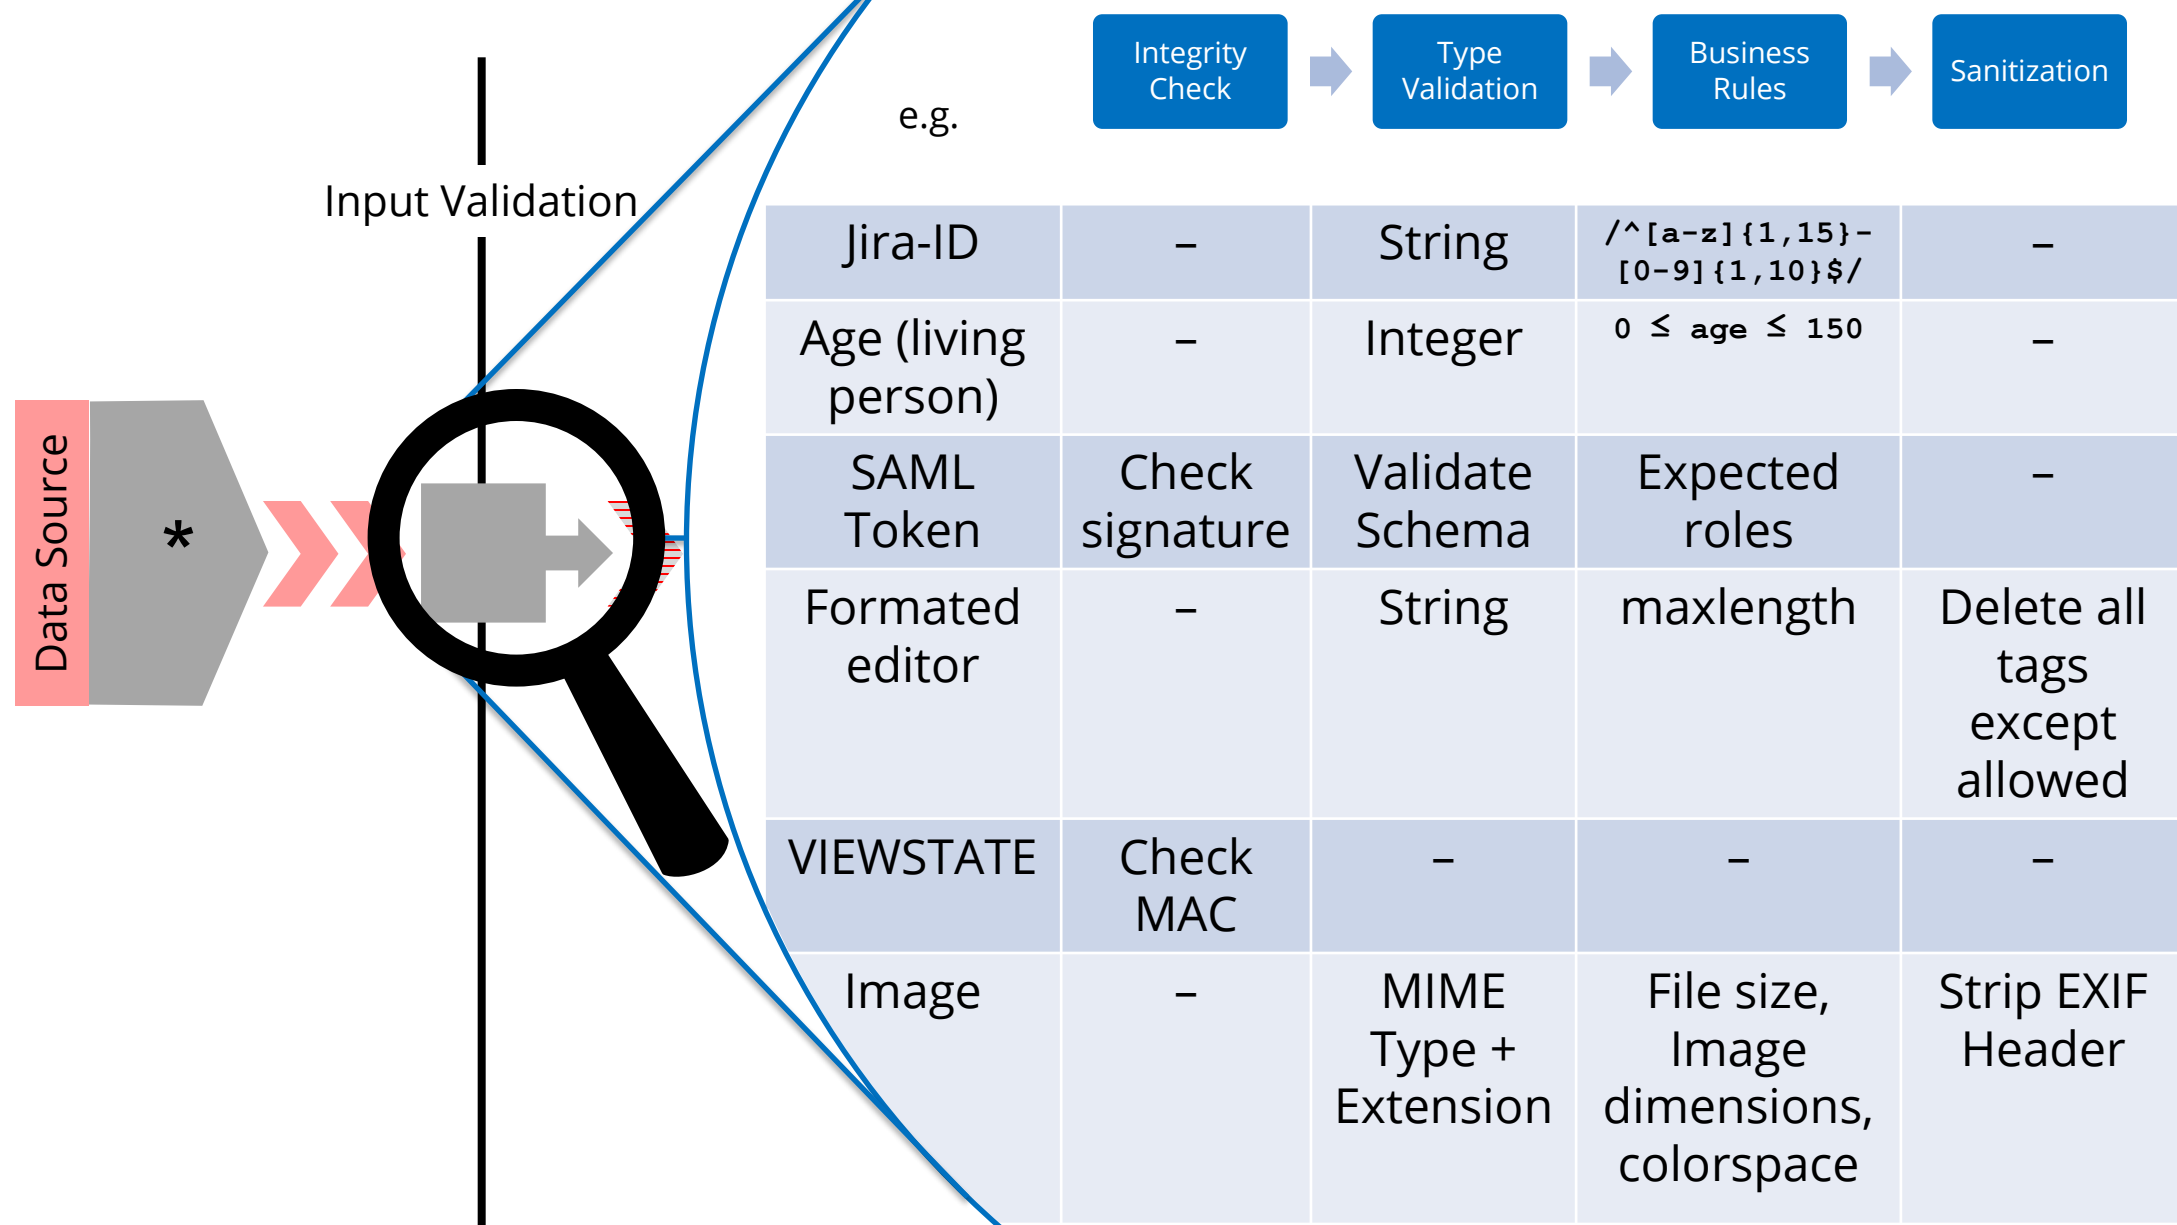 Integrity
Check
Type
Validation
Business
Rules
Sanitization
e.g.
Input Validation
Data Source
*
Jira-ID
–
String
/^[a-z]{1,15}-
[0-9]{1,10}$/
–
Age (living
person)
–
Integer
0 ≤ age ≤ 150
–
SAML
Token
Check
signature
Validate
Schema
Expected
roles
–
Formated
editor
–
String
maxlength
Delete all
tags
except
allowed
VIEWSTATE
Check
MAC
–
–
–
Image
–
MIME
Type +
Extension
File size,
Image
dimensions,
colorspace
Strip EXIF
Header